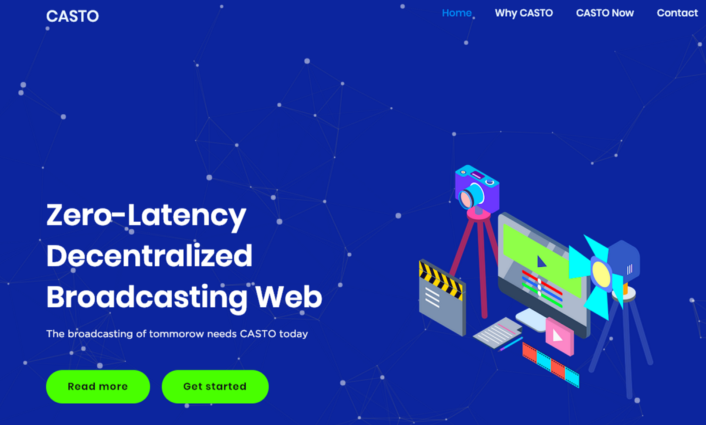 CASTO
Home Why CASTO CASTO Now Contact
Zero-Latency
Decentralized
Broadcasting Web
The broadcasting of tommorow needs CASTO today
Read more Get started